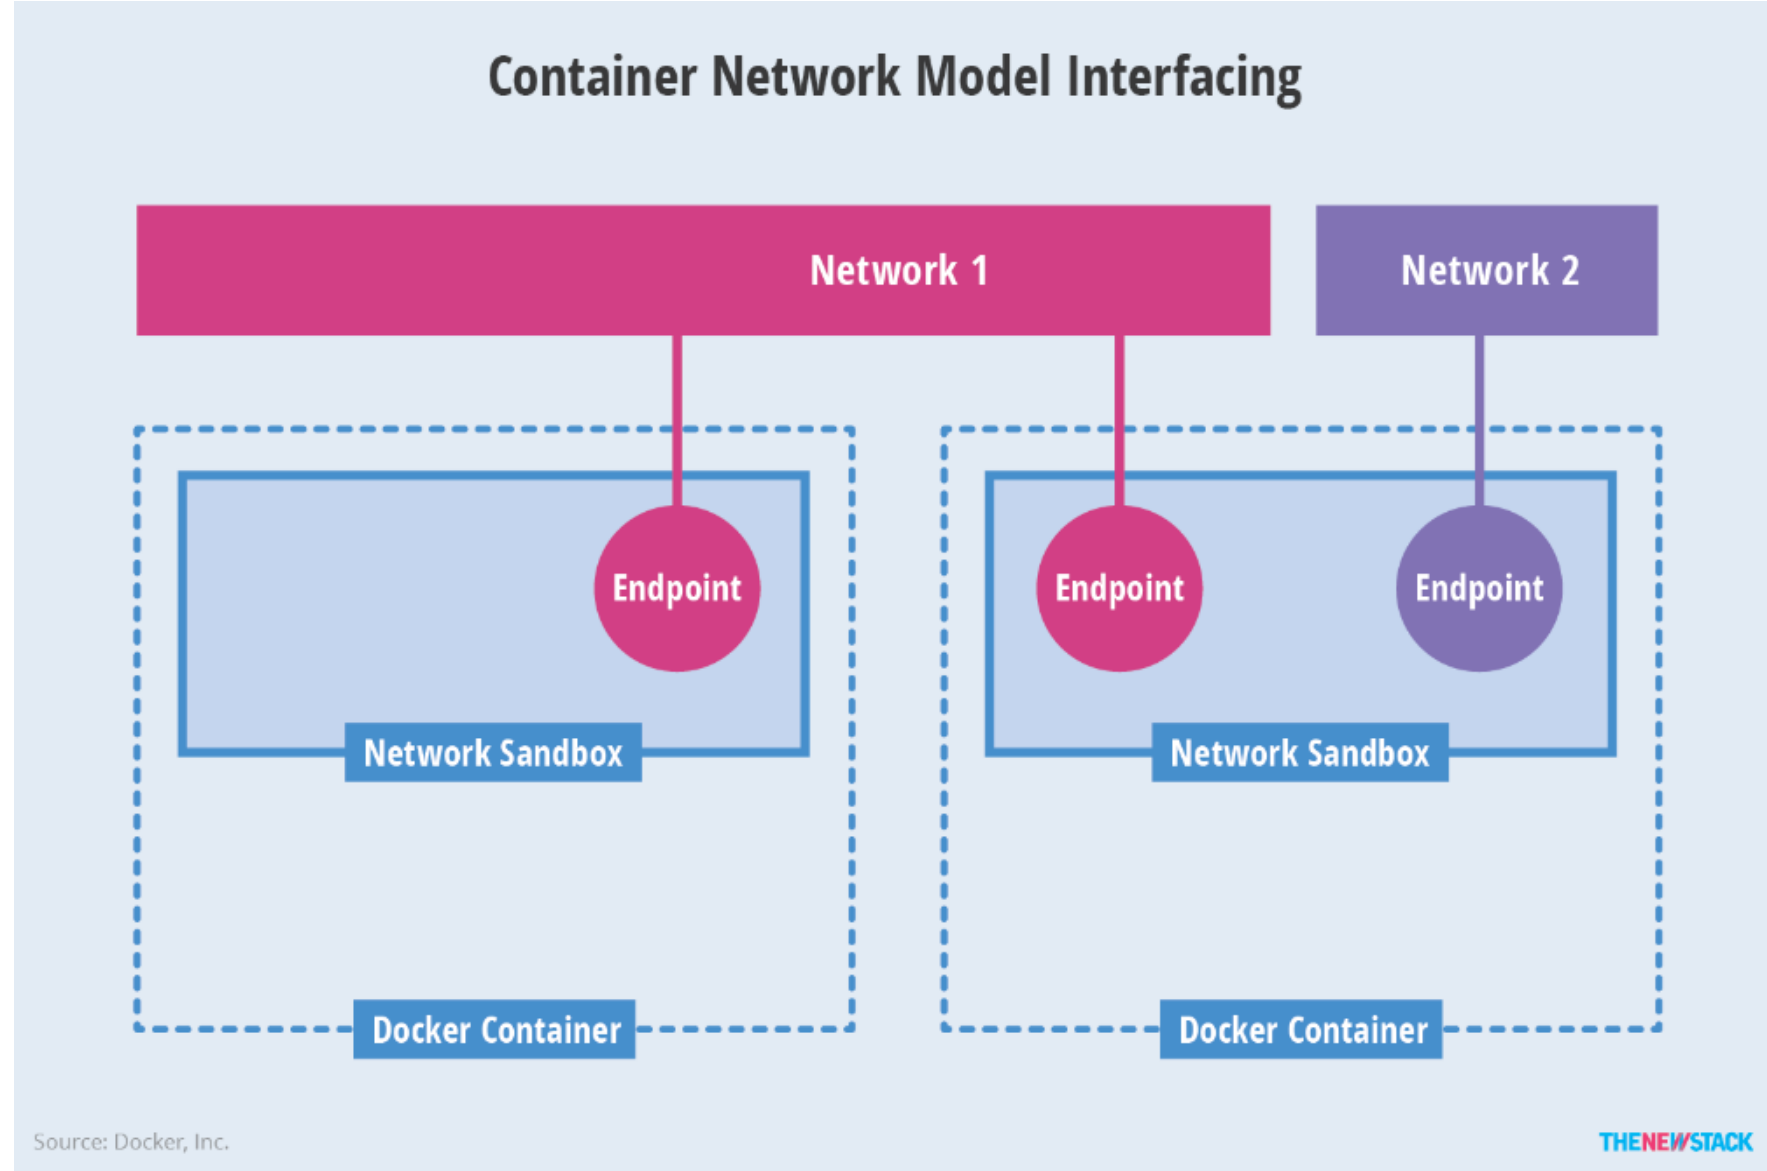 Container Network Model Interfacing
Network 1
Network 2
Endpoint
Endpoint
Endpoint
Network Sandbox
Network Sandbox
Docker Container
Docker Container
Source: Docker, Inc.
THENEWSTACK